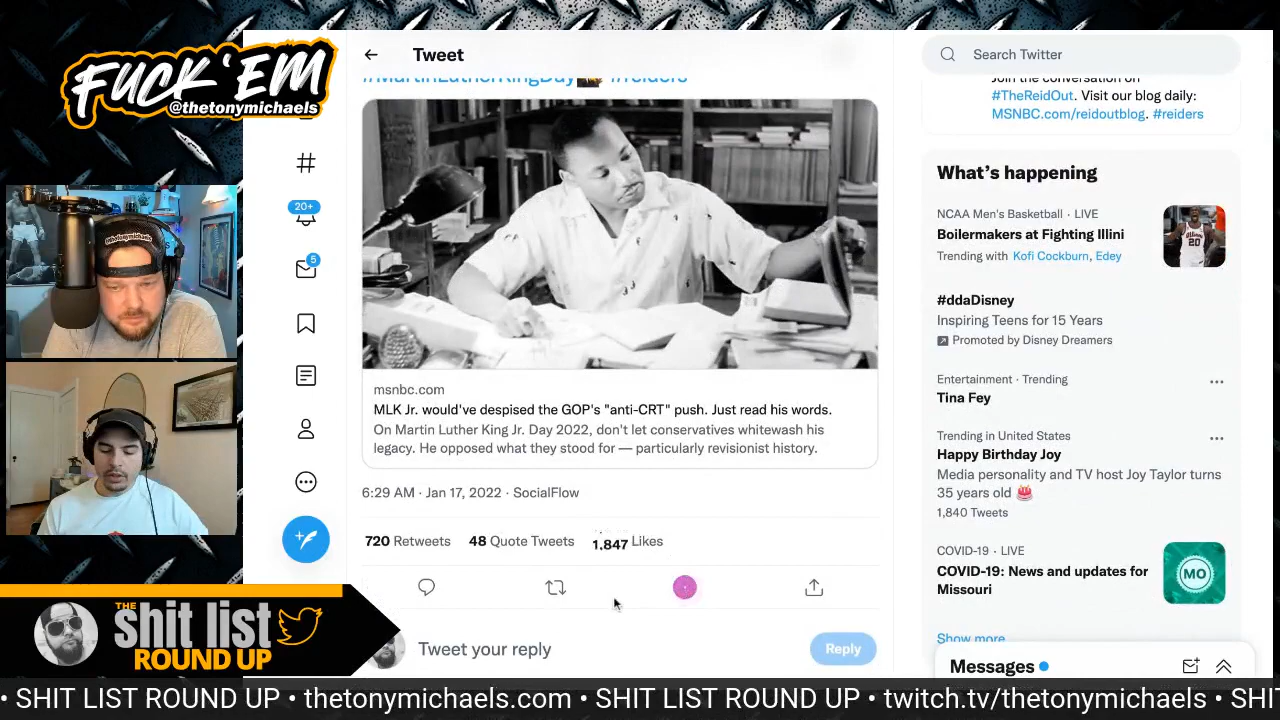 FUCK 'EM
@thetonymichaels
Tweet
#MartinLutherKingDay #reiders
20+
5
msnbc.com
MLK Jr. would've despised the GOP's "anti-CRT" push. Just read his words.
On Martin Luther King Jr. Day 2022, don't let conservatives whitewash his
legacy. He opposed what they stood for — particularly revisionist history.
6:29 AM · Jan 17, 2022 · SocialFlow
720 Retweets 48 Quote Tweets 1,847 Likes
Tweet your reply
Reply
Search Twitter
Join the conversation on
#TheReidOut. Visit our blog daily:
MSNBC.com/reidoutblog. #reiders
What's happening
NCAA Men's Basketball · LIVE
Boilermakers at Fighting Illini
Trending with Kofi Cockburn, Edey
20
#ddaDisney
Inspiring Teens for 15 Years
Promoted by Disney Dreamers
Entertainment · Trending
Tina Fey
Trending in United States
Happy Birthday Joy
Media personality and TV host Joy Taylor turns
35 years old
1,840 Tweets
COVID-19 · LIVE
COVID-19: News and updates for
Missouri
MO
Show more
Messages
THE
shit list
ROUND UP
• SHIT LIST ROUND UP • thetonymichaels.com • SHIT LIST ROUND UP • twitch.tv/thetonymichaels • SHI